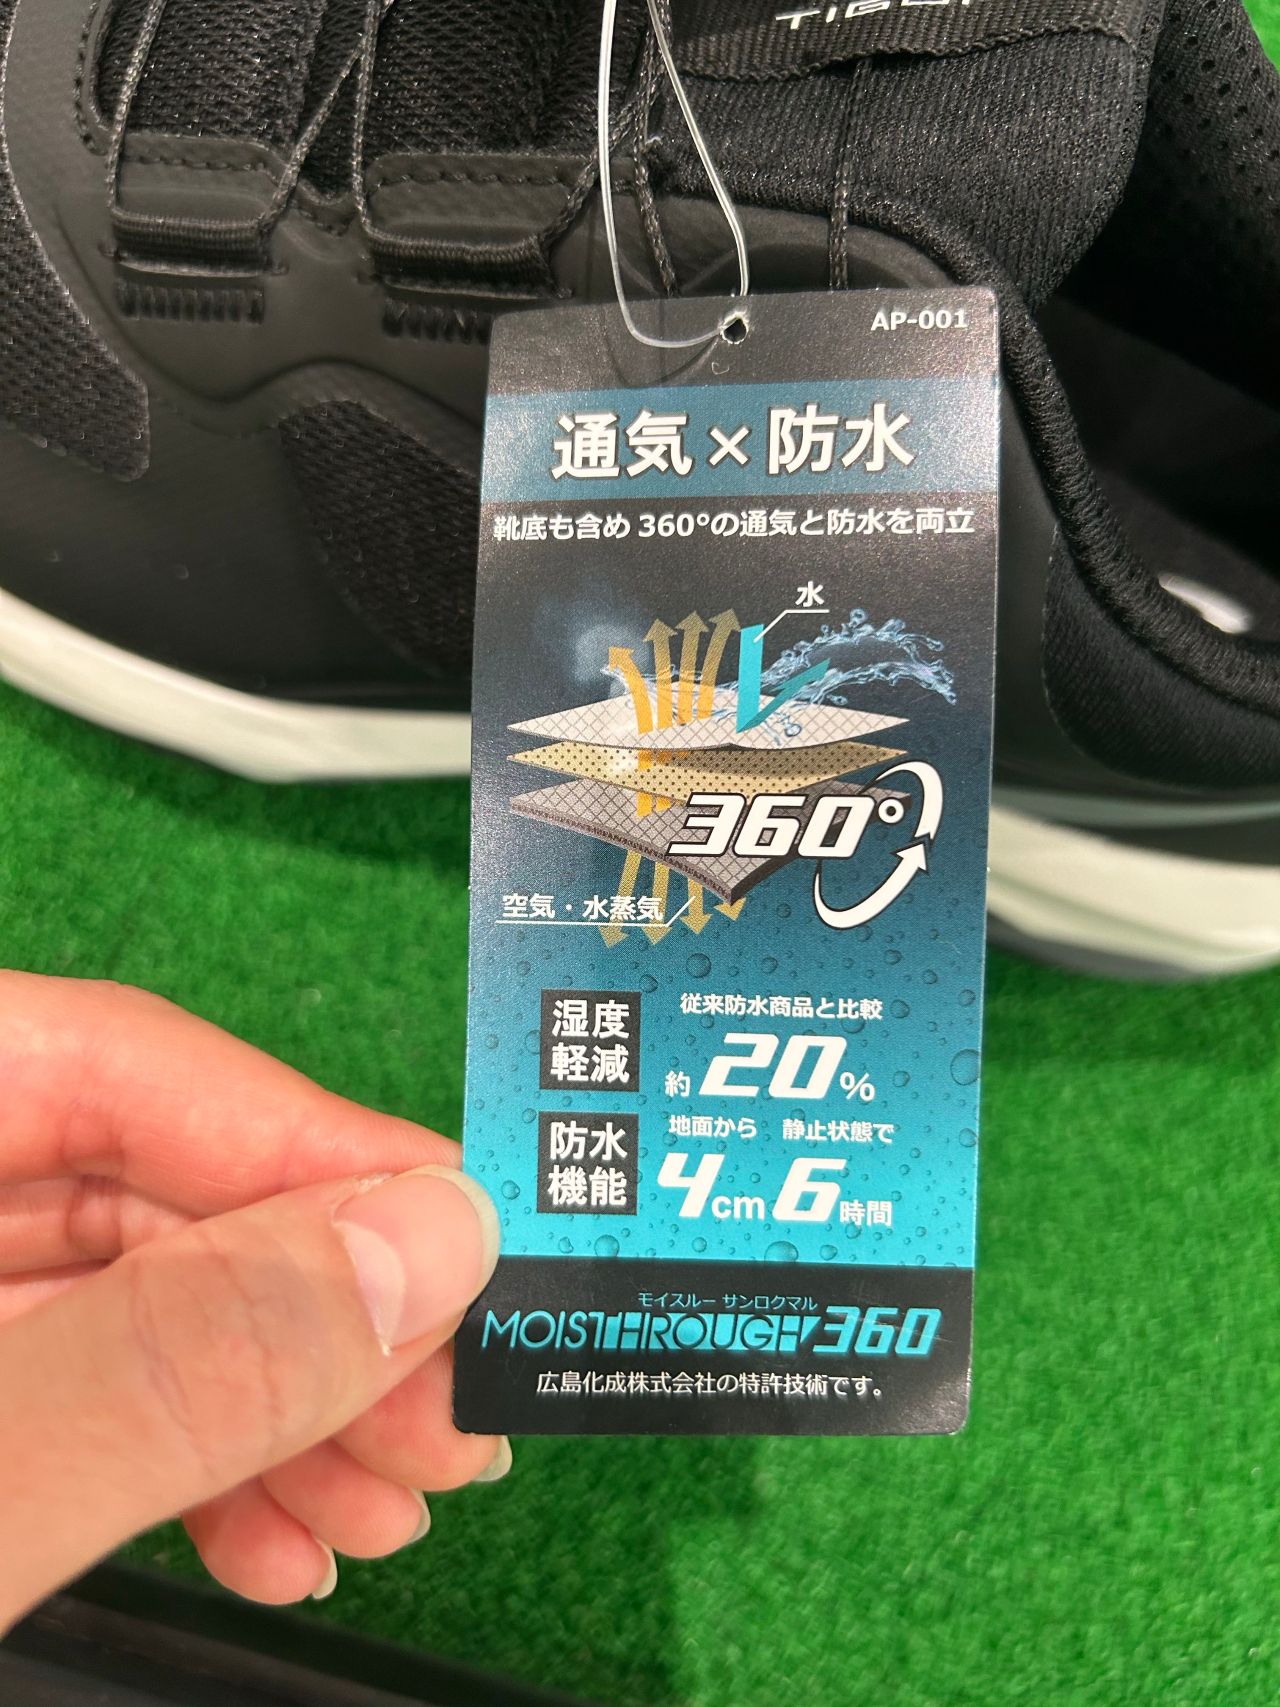 AP-001
通気×防水
靴底も含め 360°の通気と防水を両立
水
360°
空気・水蒸気
湿度
軽減
従来防水商品と比較
約20%
防水
機能
地面から 静止状態で
4cm 6時間
モイスルー サンロクマル
MOISTHROUGH 360
広島化成株式会社の特許技術です。